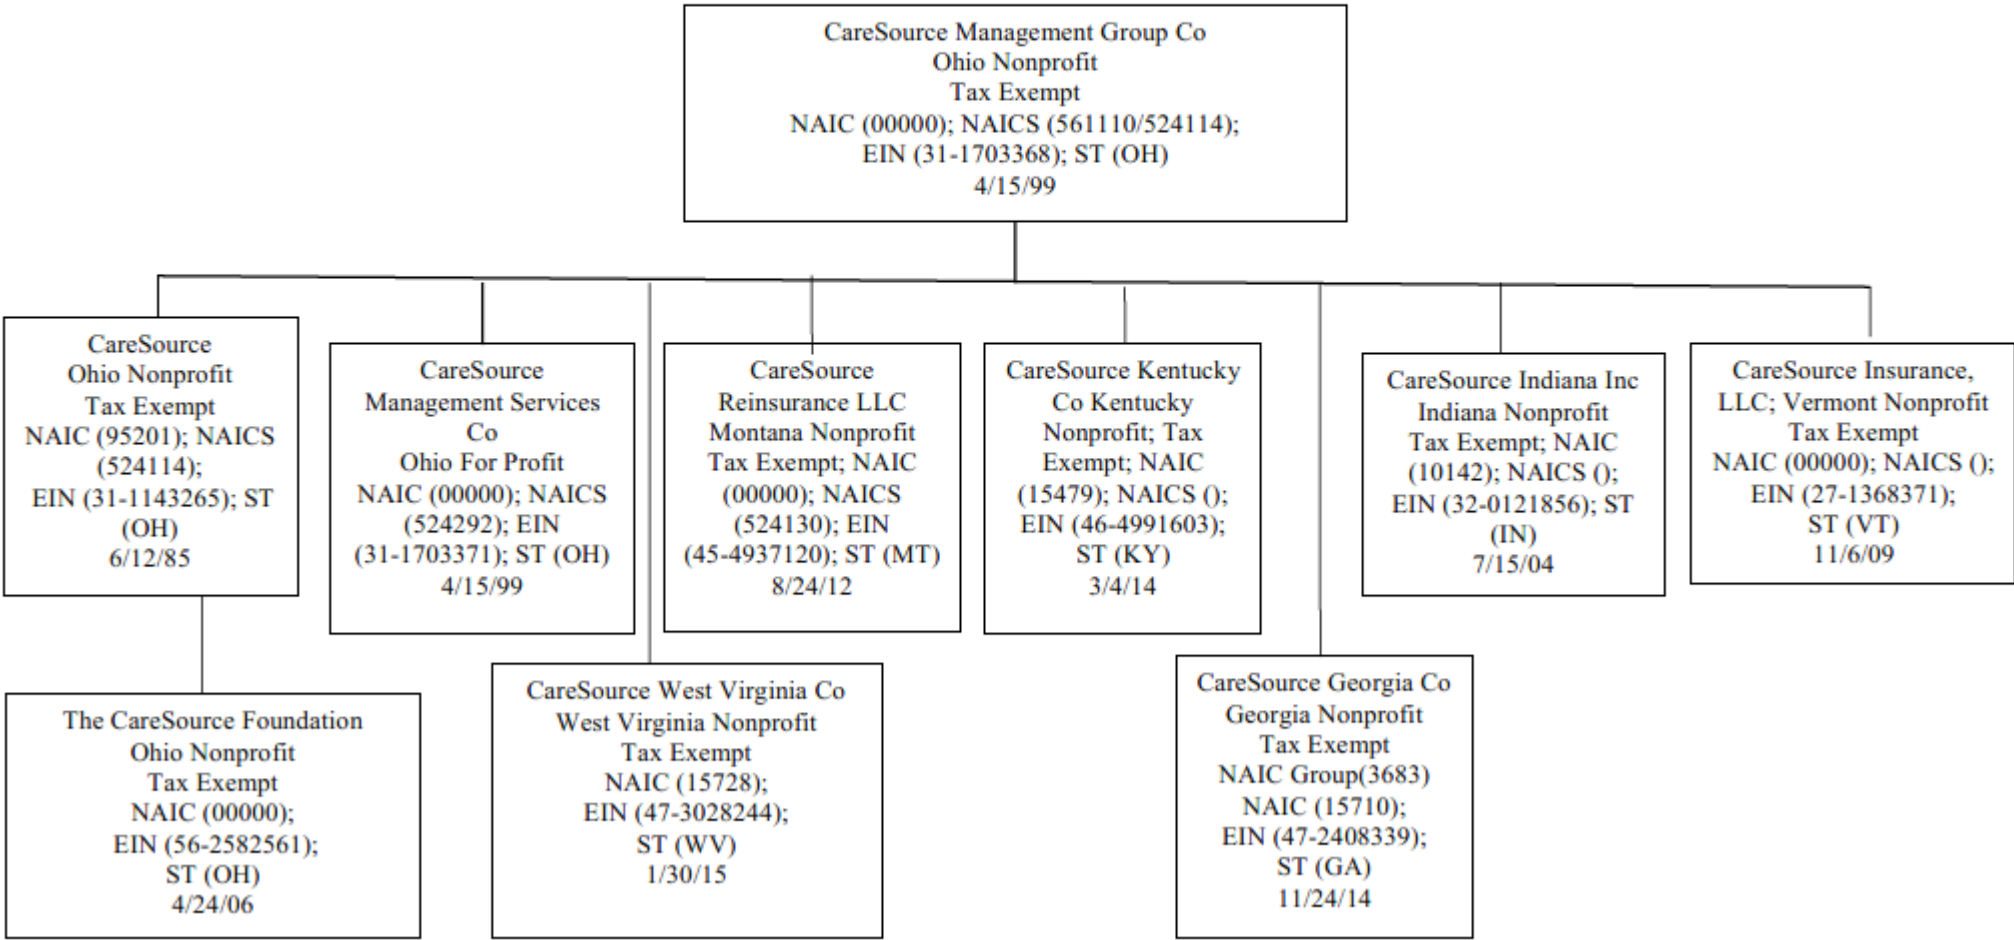 CareSource Management Group Co
Ohio Nonprofit
Tax Exempt
NAIC (00000); NAICS (561110/524114);
EIN (31-1703368); ST (OH)
4/15/99
CareSource
Ohio Nonprofit
Tax Exempt
NAIC (95201); NAICS
(524114);
EIN (31-1143265); ST
(OH)
6/12/85
CareSource
Management Services
Co
Ohio For Profit
NAIC (00000); NAICS
(524292); EIN
(31-1703371); ST (OH)
4/15/99
CareSource
Reinsurance LLC
Montana Nonprofit
Tax Exempt; NAIC
(00000); NAICS
(524130); EIN
(45-4937120); ST (MT)
8/24/12
CareSource Kentucky
Co Kentucky
Nonprofit; Tax
Exempt; NAIC
(15479); NAICS ();
EIN (46-4991603);
ST (KY)
3/4/14
CareSource Indiana Inc
Indiana Nonprofit
Tax Exempt; NAIC
(10142); NAICS ();
EIN (32-0121856); ST
(IN)
7/15/04
CareSource Insurance,
LLC; Vermont Nonprofit
Tax Exempt
NAIC (00000); NAICS ();
EIN (27-1368371);
ST (VT)
11/6/09
The CareSource Foundation
Ohio Nonprofit
Tax Exempt
NAIC (00000);
EIN (56-2582561);
ST (OH)
4/24/06
CareSource West Virginia Co
West Virginia Nonprofit
Tax Exempt
NAIC (15728);
EIN (47-3028244);
ST (WV)
1/30/15
CareSource Georgia Co
Georgia Nonprofit
Tax Exempt
NAIC Group(3683)
NAIC (15710);
EIN (47-2408339);
ST (GA)
11/24/14